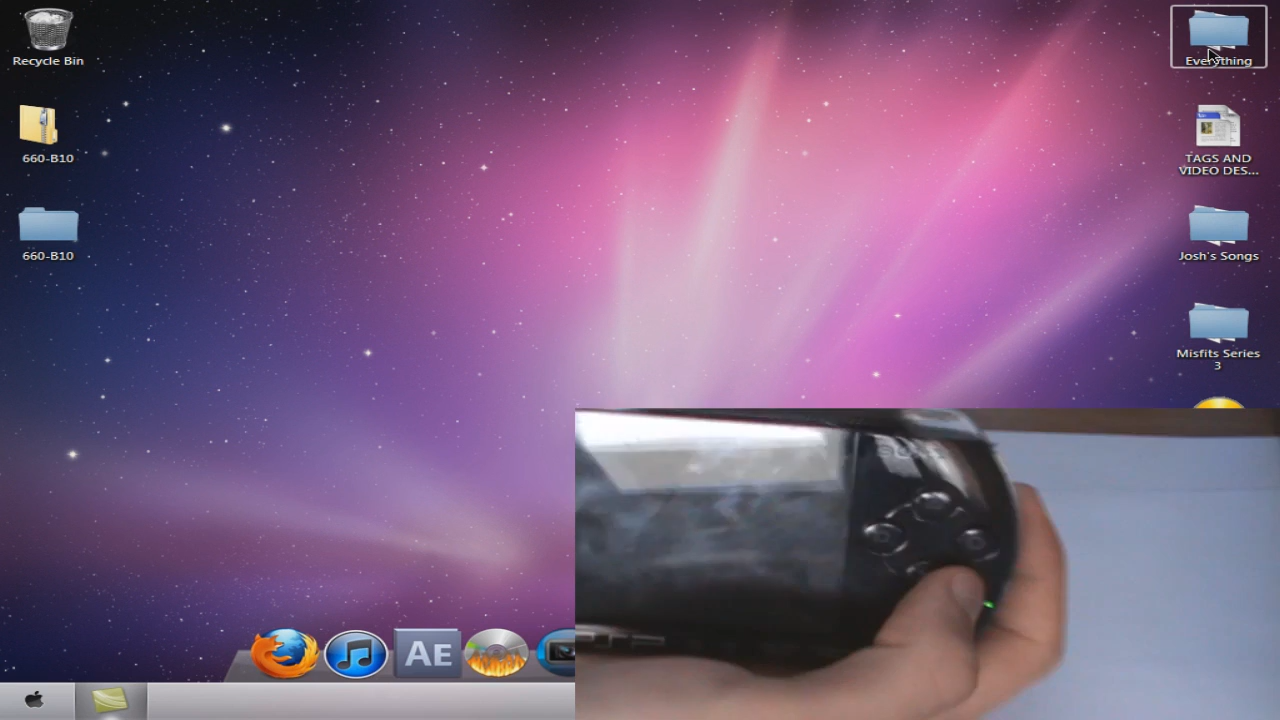 Recycle Bin
660-B10
660-B10
Everything
TAGS AND
VIDEO DES...
Josh's Songs
Misfits Series
3
AE